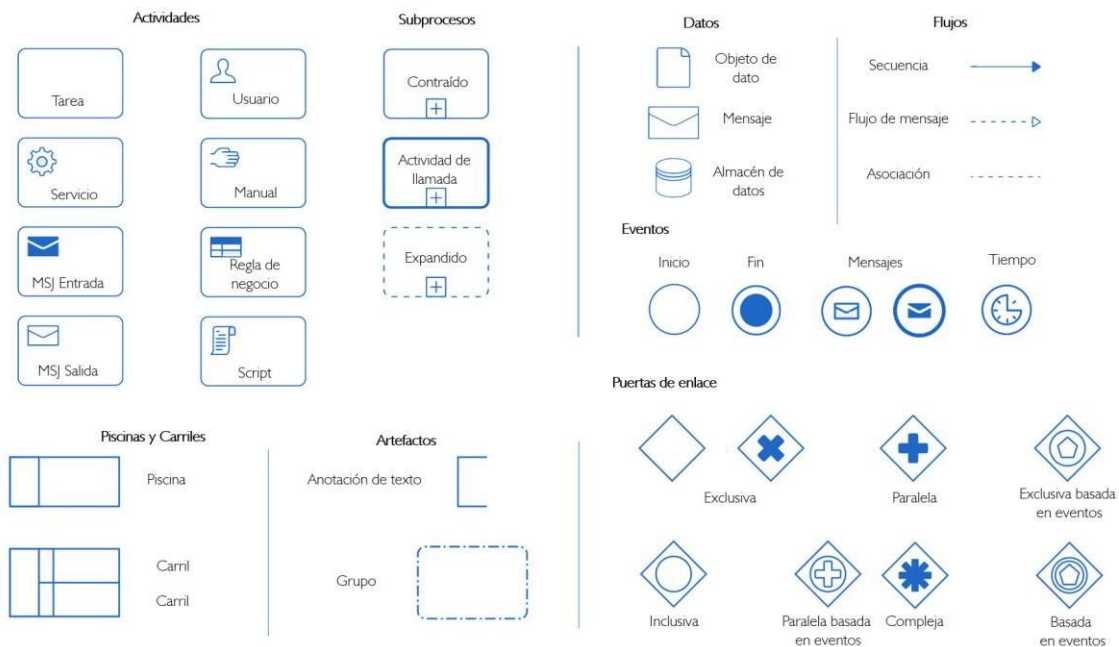 Actividades
Tarea
Usuario
Servicio
Manual
MSJ Entrada
Regla de
negocio
MSJ Salida
Script
Subprocesos
Contraído
Actividad de
llamada
Expandido
Datos
Objeto de
dato
Mensaje
Almacén de
datos
Flujos
Secuencia
Flujo de mensaje
Asociación
Eventos
Inicio
Fin
Mensajes
Tiempo
Piscinas y Carriles
Piscina
Carril
Carril
Artefactos
Anotación de texto
Grupo
Puertas de enlace
Exclusiva
Paralela
Exclusiva basada
en eventos
Inclusiva
Paralela basada
en eventos
Compleja
Basada
en eventos